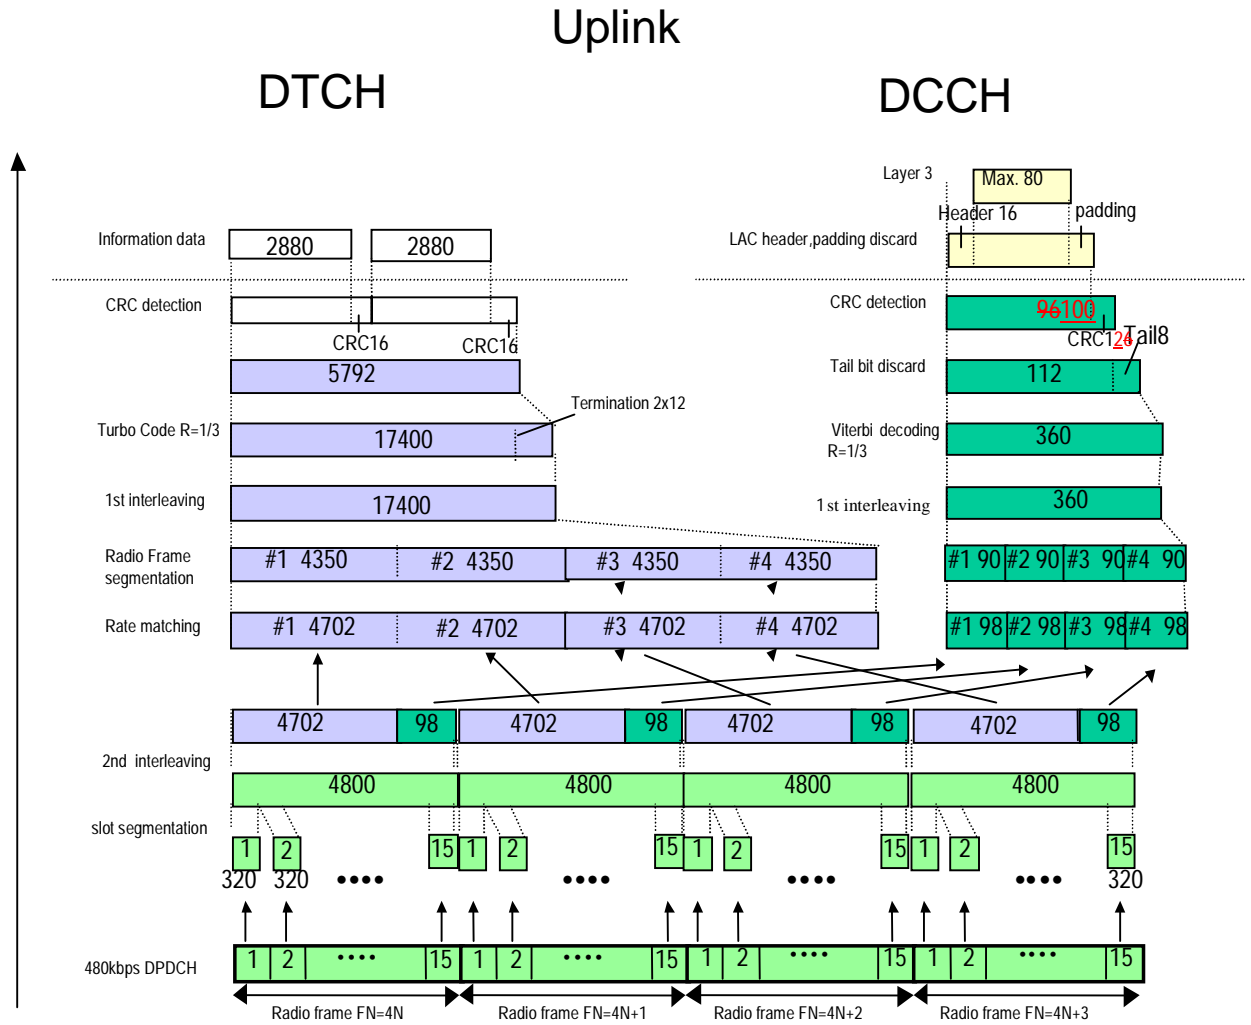 Uplink
DTCH
DCCH
Layer 3
Max. 80
Header 16
padding
Information data
2880
2880
LAC header,padding discard
CRC detection
CRC16
CRC16
CRC detection
96100
CRC124
5792
Tail bit discard
112
Tail8
Termination 2x12
Turbo Code R=1/3
17400
Viterbi decoding
R=1/3
360
1st interleaving
17400
1st interleaving
360
Radio Frame
segmentation
#1 4350
#2 4350
#3 4350
#4 4350
#1 90
#2 90
#3 90
#4 90
Rate matching
#1 4702
#2 4702
#3 4702
#4 4702
#1 98
#2 98
#3 98
#4 98
4702
98
4702
98
4702
98
4702
98
2nd interleaving
4800
4800
4800
4800
slot segmentation
1
2
15
1
2
15
1
2
15
1
2
15
320
320
320
480kbps DPDCH
1
2
15
1
2
15
1
2
15
1
2
15
Radio frame FN=4N
Radio frame FN=4N+1
Radio frame FN=4N+2
Radio frame FN=4N+3